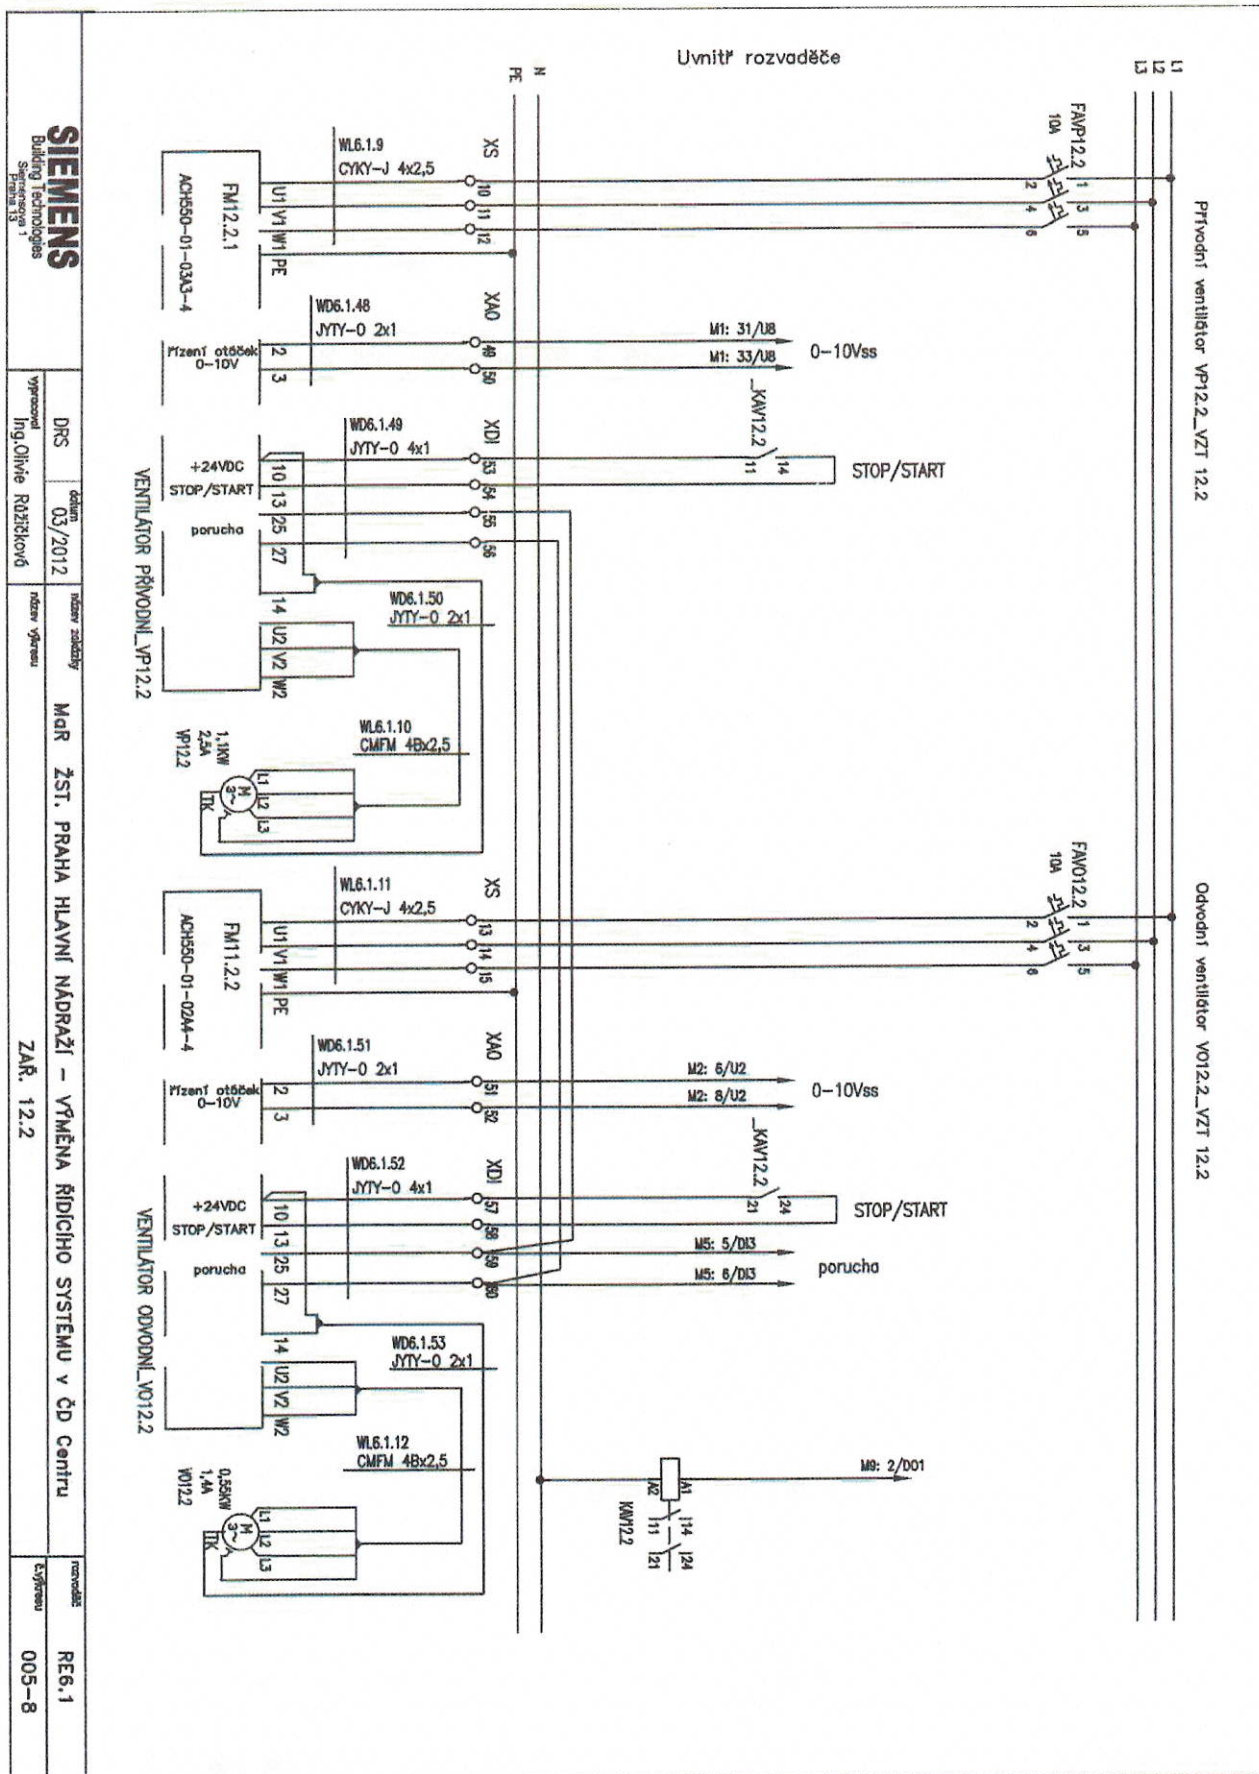 Přívodní ventilátor VP12.2_VZT 12.2
Odvodní ventilátor VO12.2_VZT 12.2
L1
L2
L3
Uvnitř rozvaděče
FAVP12.2
10A
1 3 5
2 4 6
FAVO12.2
10A
1 3 5
2 4 6
0-10Vss
M1: 31/U8
M1: 33/U8
STOP/START
_KAV12.2
14
11
0-10Vss
M2: 6/U2
M2: 8/U2
STOP/START
_KAV12.2
24
21
porucha
M5: 5/DI3
M5: 6/DI3
M9: 2/DO1
A1
A2
14 24
11 21
KAV12.2
N
PE
XS
10 11 12
XAO
49 50
XDI
53 54 55 56
XS
13 14 15
XAO
51 52
XDI
57 58 59 60
WL6.1.9
CYKY-J 4x2,5
WD6.1.48
JYTY-O 2x1
WD6.1.49
JYTY-O 4x1
WD6.1.50
JYTY-O 2x1
WL6.1.10
CMFM 4Bx2,5
WL6.1.11
CYKY-J 4x2,5
WD6.1.51
JYTY-O 2x1
WD6.1.52
JYTY-O 4x1
WD6.1.53
JYTY-O 2x1
WL6.1.12
CMFM 4Bx2,5
U1 V1 W1 PE
2 3
10 13 25 27
14 U2 V2 W2
FM12.2.1
ACH550-01-03A3-4
řízení otáček
0-10V
+24VDC
STOP/START
porucha
VENTILÁTOR PŘÍVODNÍ_VP12.2
L1 L2 L3
M
3~
TK
1,1KW
2,5A
VP12.2
U1 V1 W1 PE
2 3
10 13 25 27
14 U2 V2 W2
FM11.2.2
ACH550-01-02A4-4
řízení otáček
0-10V
+24VDC
STOP/START
porucha
VENTILÁTOR ODVODNÍ_VO12.2
L1 L2 L3
M
3~
TK
0,55KW
1,4A
VO12.2
SIEMENS
Building Technologies
Siemensova 1
Praha 13
DRS
datum
03/2012
vypracoval
Ing.Olivie Růžičková
název zakázky
MaR ŽST. PRAHA HLAVNÍ NÁDRAŽÍ - VÝMĚNA ŘÍDÍCÍHO SYSTÉMU v ČD Centru
název výkresu
ZAŘ. 12.2
rozvaděč
RE6.1
č.výkresu
005-8